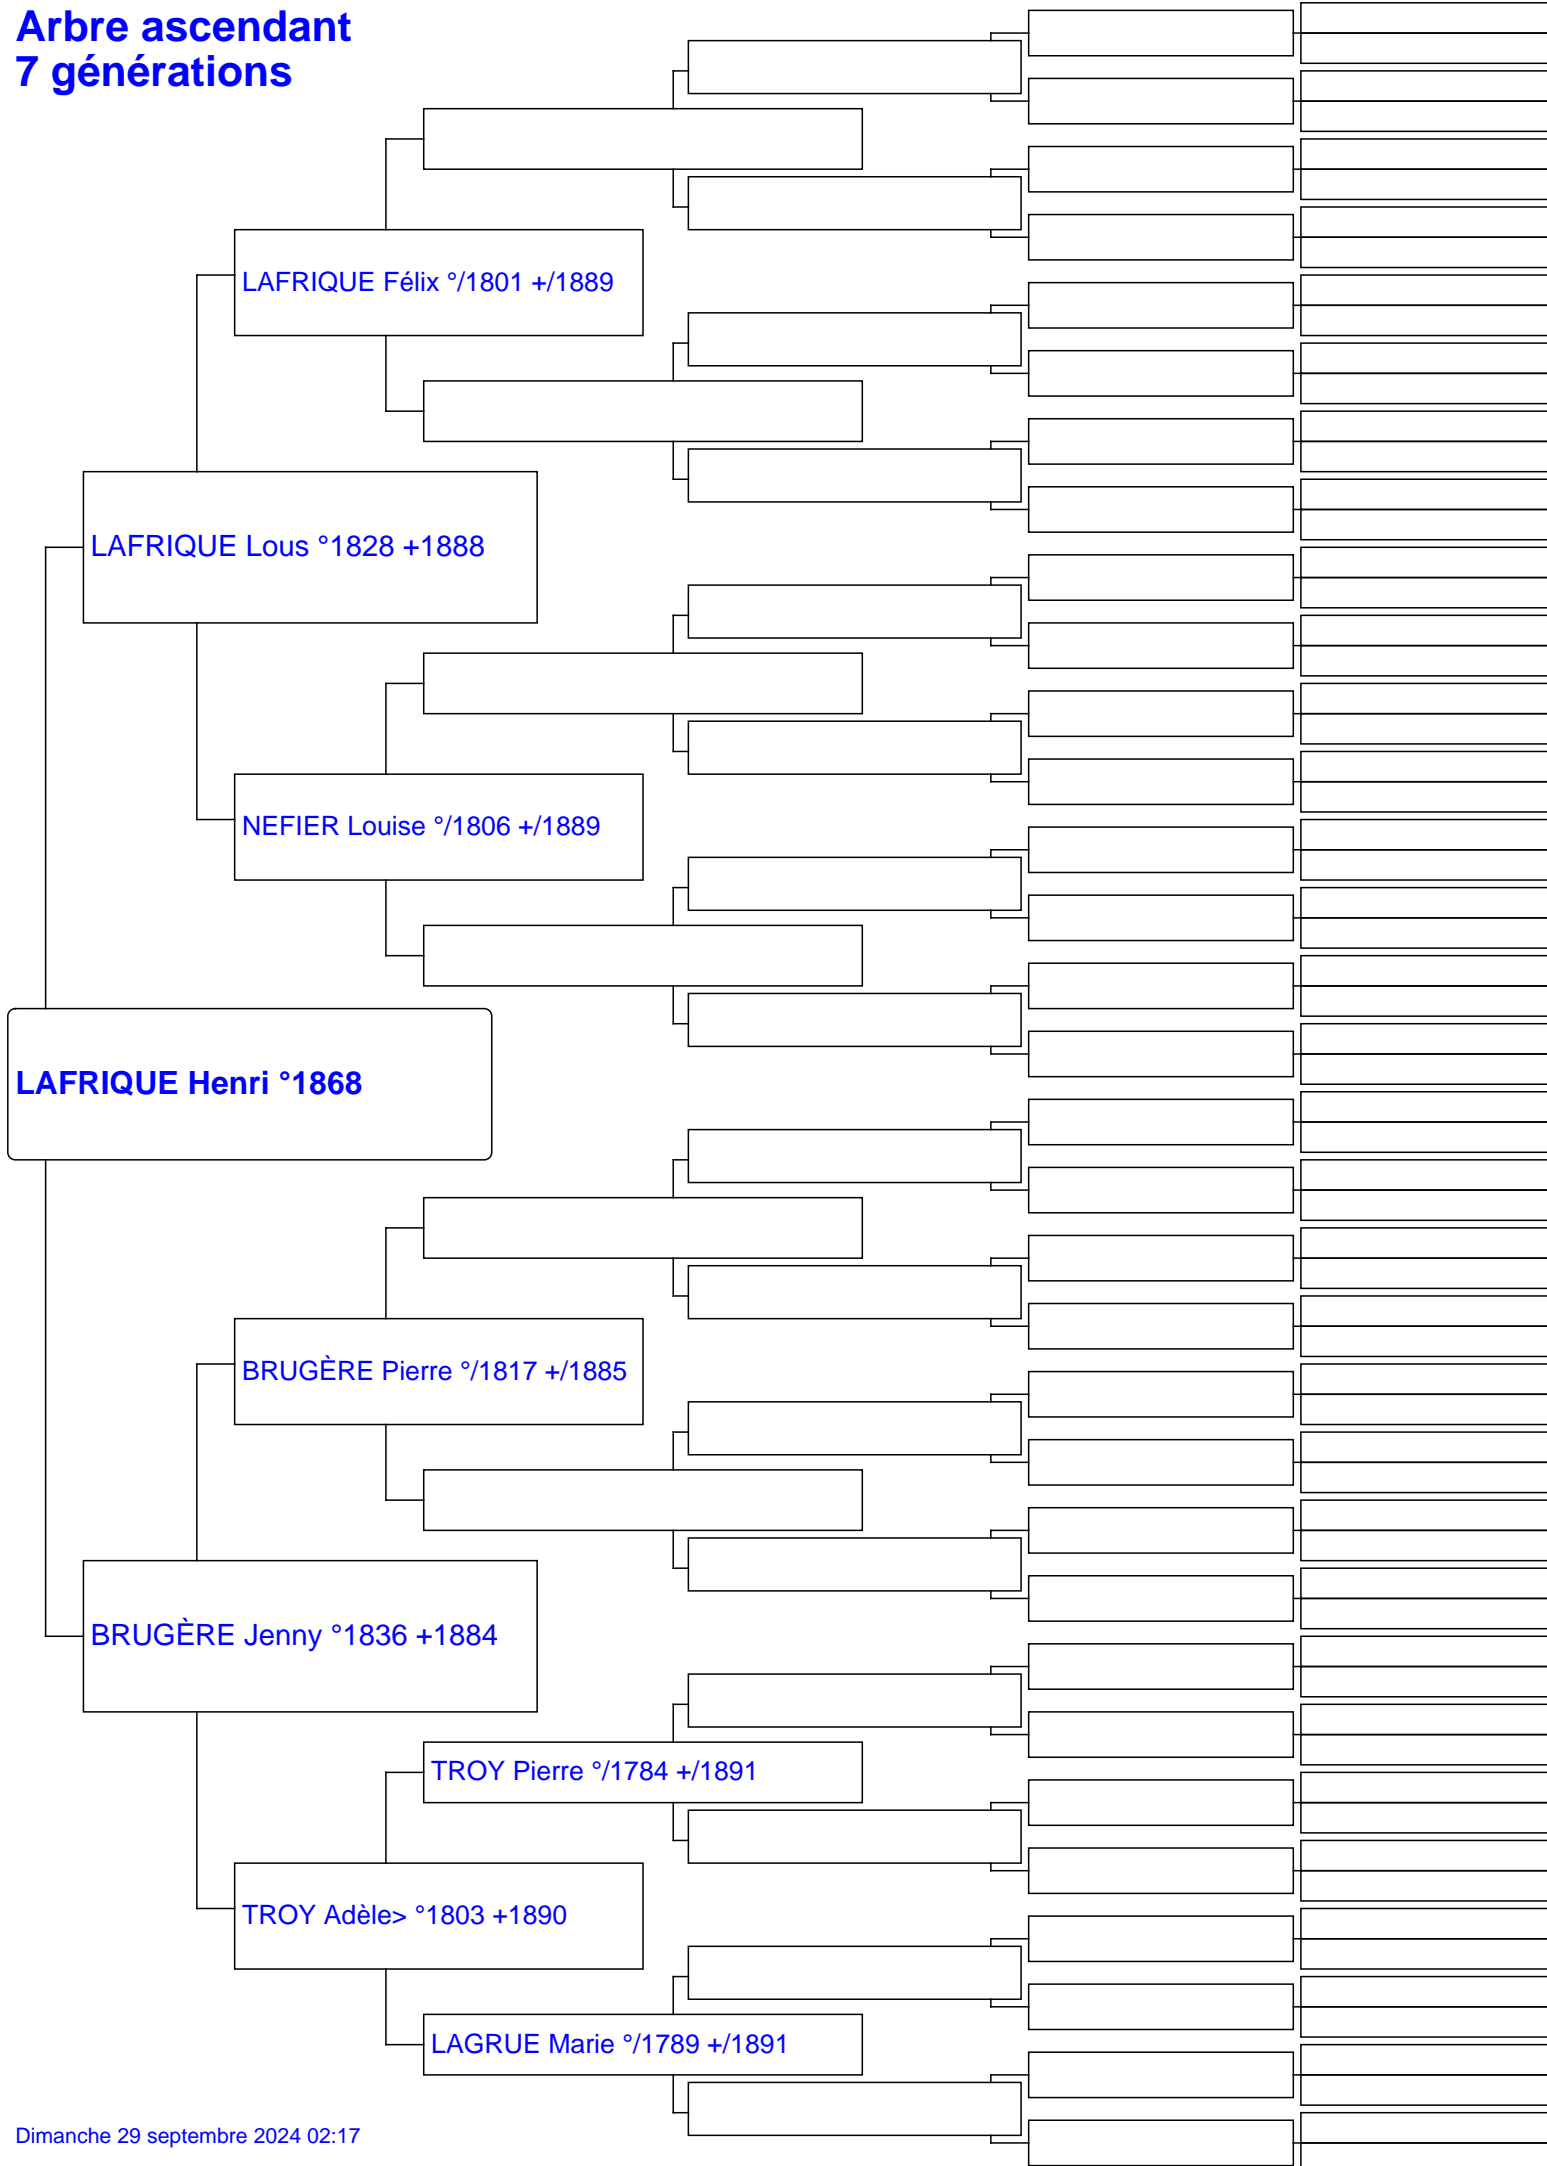 Arbre ascendant
7 générations
LAFRIQUE Félix °/1801 +/1889
LAFRIQUE Lous °1828 +1888
NEFIER Louise °/1806 +/1889
LAFRIQUE Henri °1868
BRUGÈRE Pierre °/1817 +/1885
BRUGÈRE Jenny °1836 +1884
TROY Pierre °/1784 +/1891
TROY Adèle> °1803 +1890
LAGRUE Marie °/1789 +/1891
Dimanche 29 septembre 2024 02:17